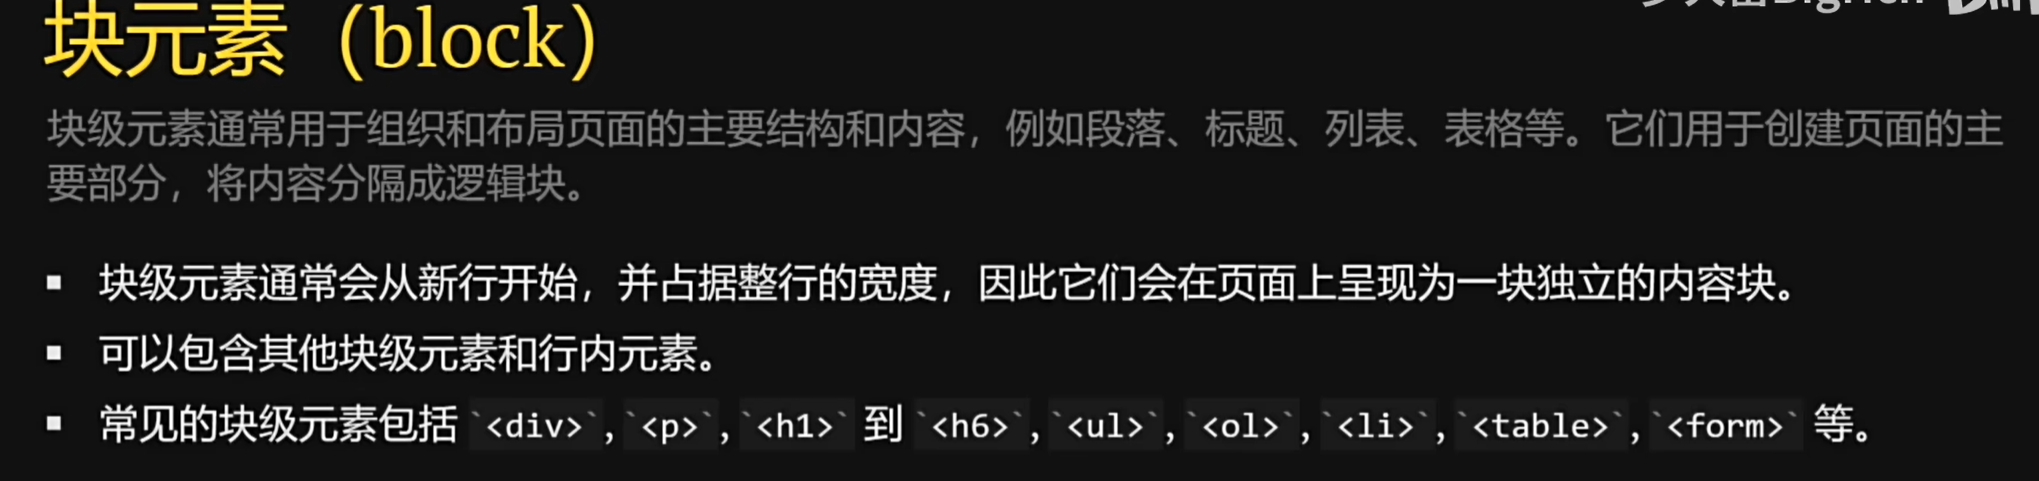 块元素（block）
块级元素通常用于组织和布局页面的主要结构和内容，例如段落、标题、列表、表格等。它们用于创建页面的主
要部分，将内容分隔成逻辑块。
▪ 块级元素通常会从新行开始，并占据整行的宽度，因此它们会在页面上呈现为一块独立的内容块。
▪ 可以包含其他块级元素和行内元素。
▪ 常见的块级元素包括 `<div>`, `<p>`, `<h1>` 到 `<h6>`, `<ul>`, `<ol>`, `<li>`, `<table>`, `<form>` 等。